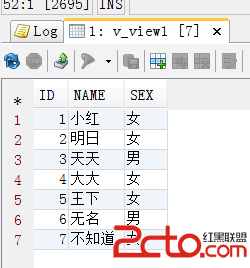 52:1 [2695] INS
Log 1: v_view1 [7]
* ID NAME SEX
1 1 小红 女
2 2 明日 女
3 3 天天 男
4 4 大大 女
5 5 王下 女
6 6 无名 男
7 7 不知道
2cto.com 红黑联盟